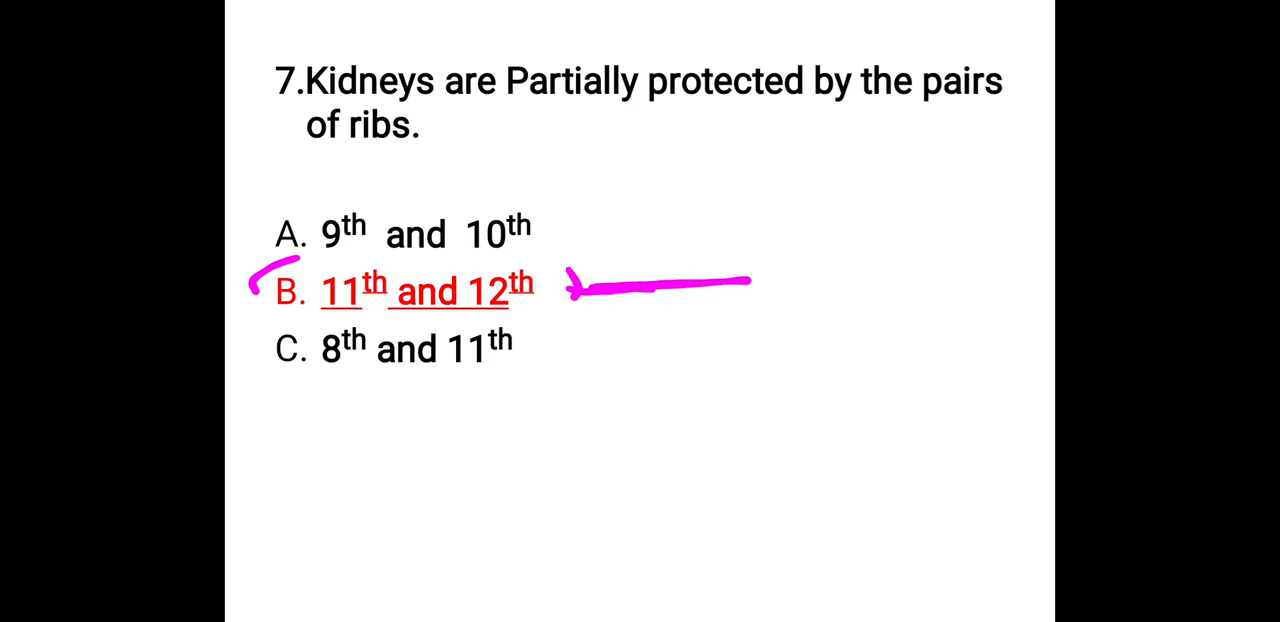 7.Kidneys are Partially protected by the pairs
of ribs.
A. 9th and 10th
B. 11th and 12th
C. 8th and 11th